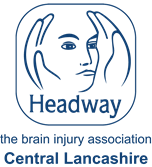 Headway
the brain injury association
Central Lancashire